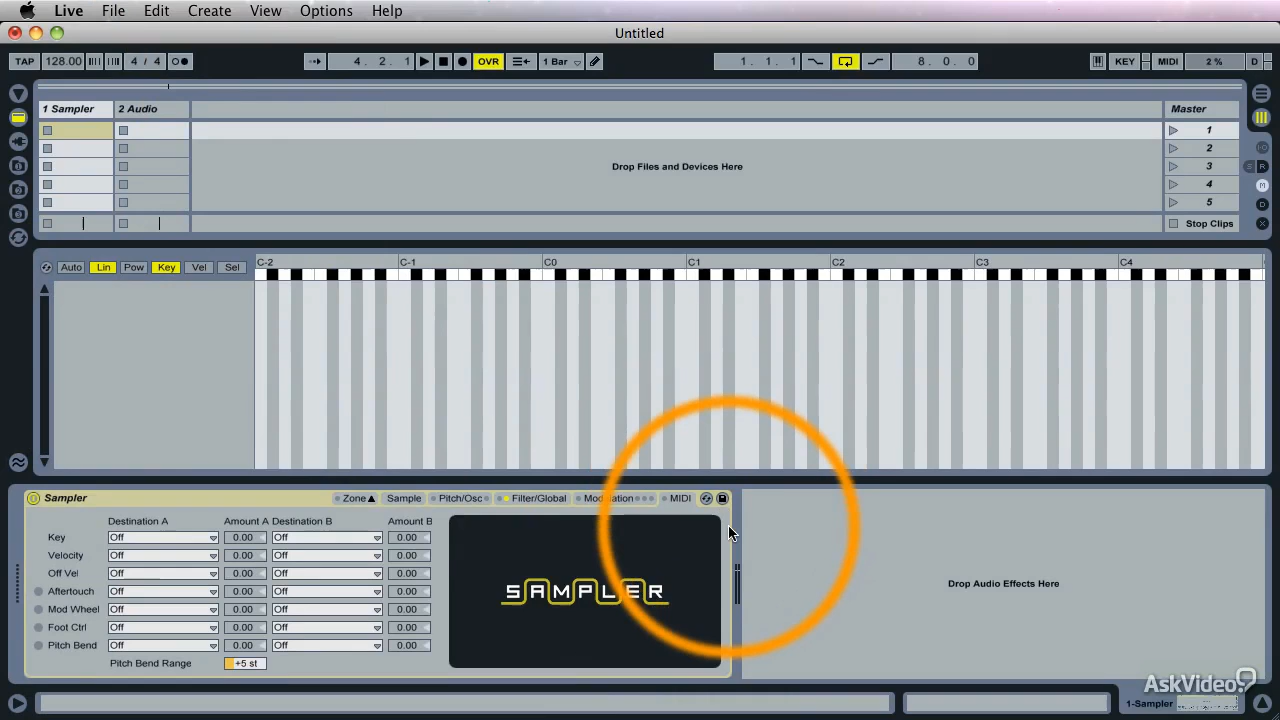 Live File Edit Create View Options Help
Untitled
TAP 128.00 4 / 4 4. 2. 1 OVR 1 Bar 1. 1. 1 8. 0. 0 KEY MIDI 2 % D
1 Sampler 2 Audio Master
1
2
Drop Files and Devices Here 3 R
4 M
5 D
Stop Clips X
Auto Lin Pow Key Vel Sel C-2 C-1 C0 C1 C2 C3 C4
Sampler Zone Sample Pitch/Osc Filter/Global Modulation MIDI
Destination A Amount A Destination B Amount B
Key Off 0.00 Off 0.00
Velocity Off 0.00 Off 0.00
Off Vel Off 0.00 Off 0.00
Aftertouch Off 0.00 Off 0.00
Mod Wheel Off 0.00 Off 0.00
Foot Ctrl Off 0.00 Off 0.00
Pitch Bend Off 0.00 Off 0.00
Pitch Bend Range +5 st
SAMPLER
Drop Audio Effects Here
AskVideo
1-Sampler